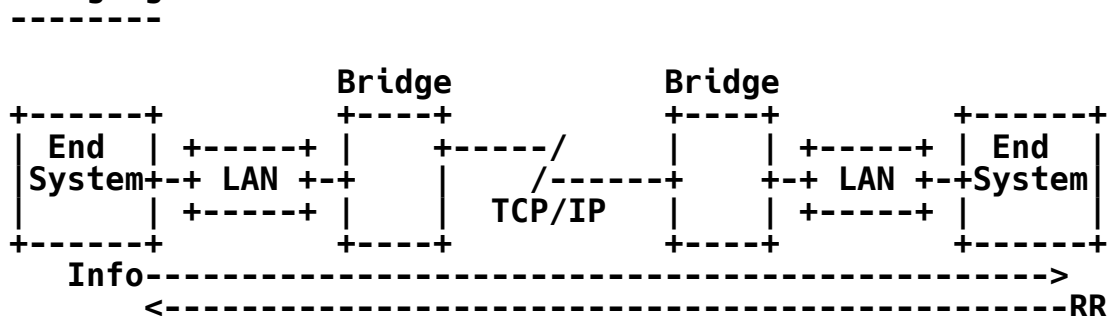 --------
Bridge Bridge
+------+ +----+ +----+ +------+
| End | +-----+ | +-----/ | | +-----+ | End |
|System+-+ LAN +-+ | /------+ +-+ LAN +-+System|
| | +-----+ | | TCP/IP | | +-----+ | |
+------+ +----+ +----+ +------+
Info----------------------------------------------->
<-----------------------------------------------RR